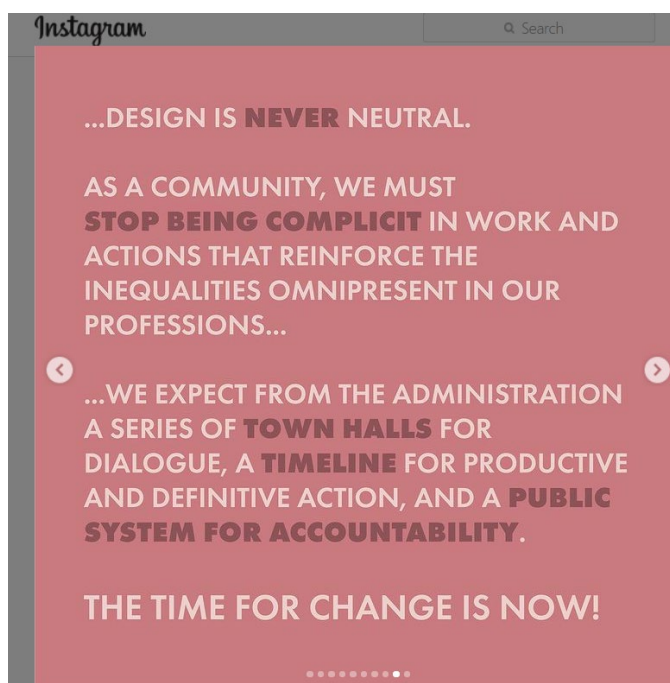 Instagram
Search
...DESIGN IS NEVER NEUTRAL.
AS A COMMUNITY, WE MUST
STOP BEING COMPLICIT IN WORK AND
ACTIONS THAT REINFORCE THE
INEQUALITIES OMNIPRESENT IN OUR
PROFESSIONS...
...WE EXPECT FROM THE ADMINISTRATION
A SERIES OF TOWN HALLS FOR
DIALOGUE, A TIMELINE FOR PRODUCTIVE
AND DEFINITIVE ACTION, AND A PUBLIC
SYSTEM FOR ACCOUNTABILITY.
THE TIME FOR CHANGE IS NOW!